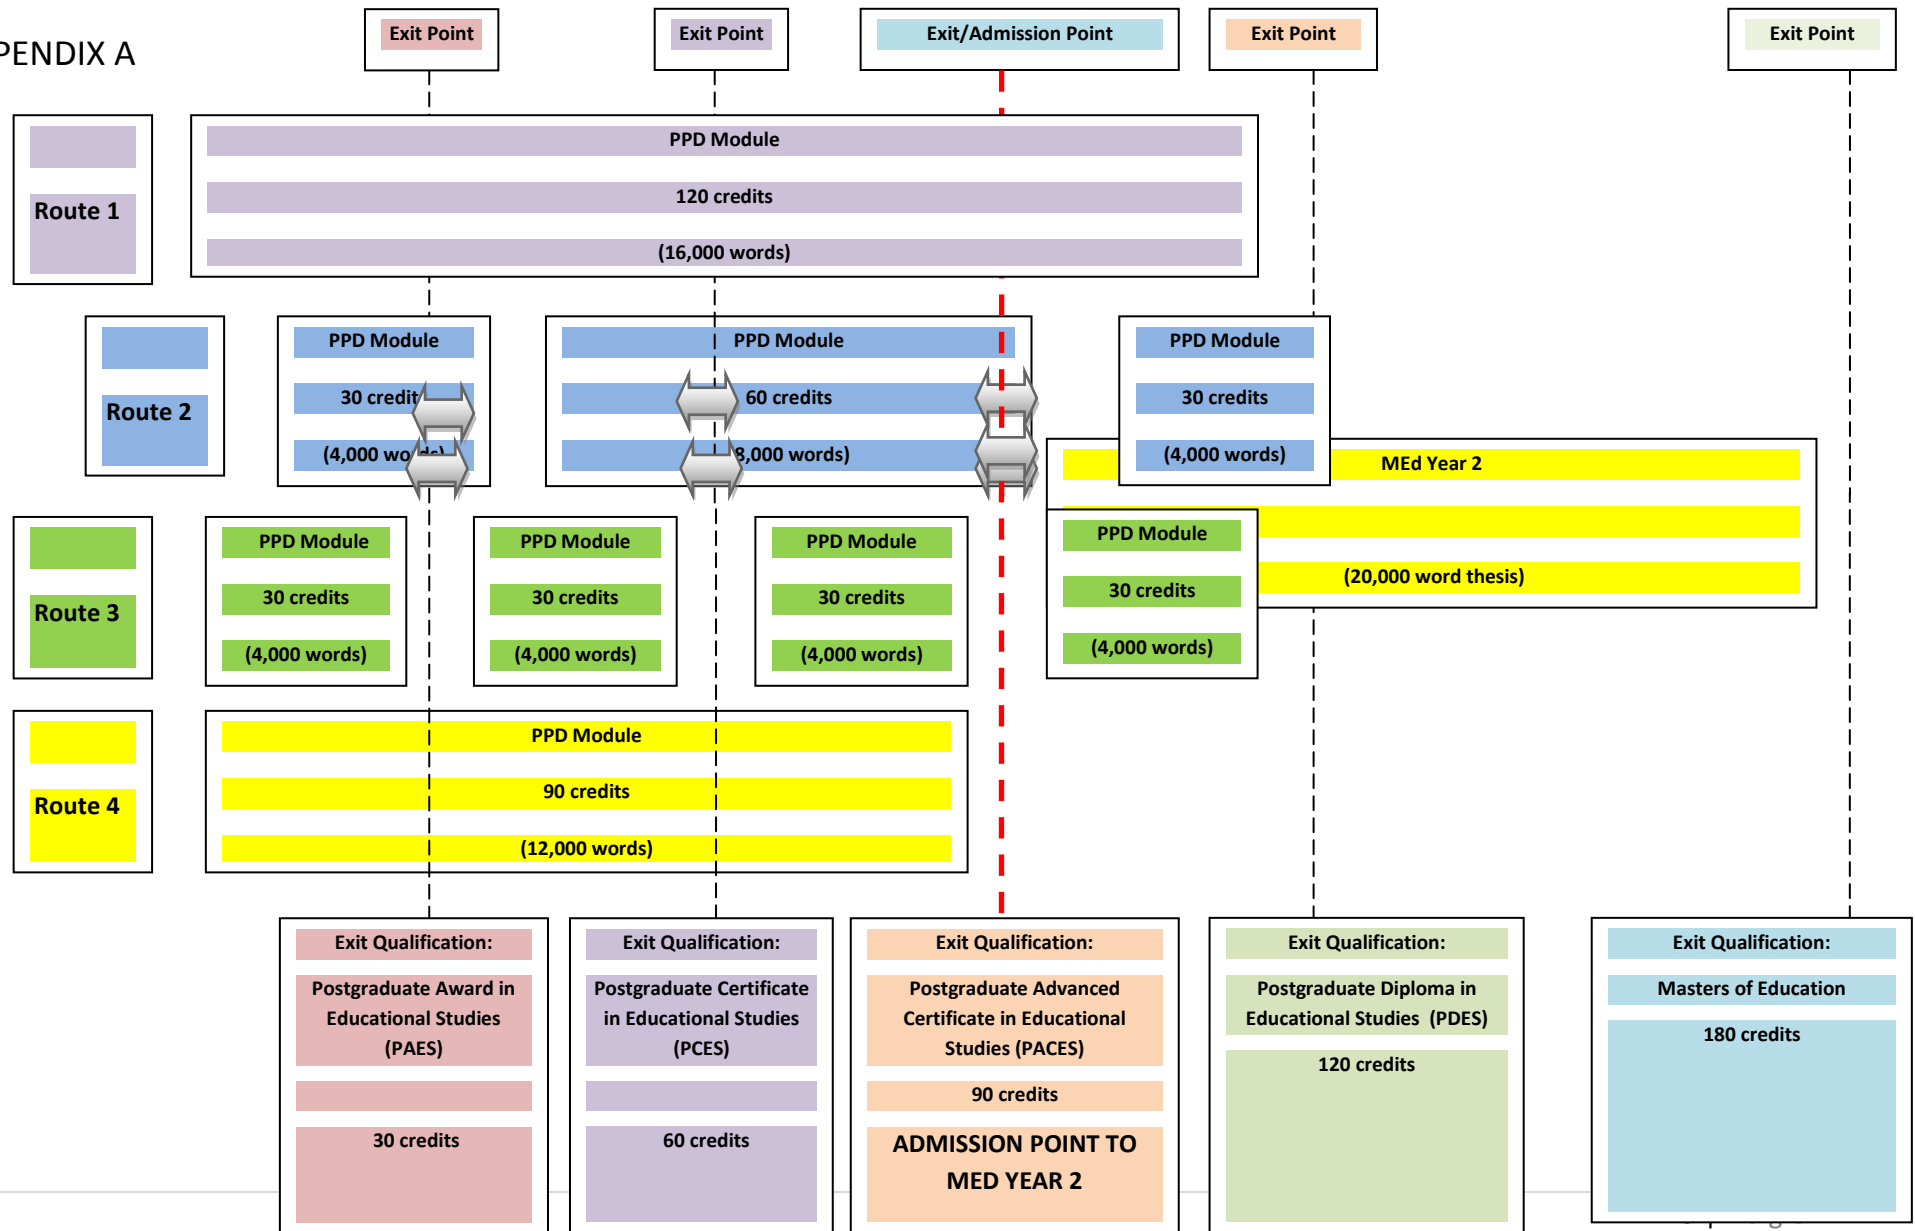 PENDIX A
Exit Point
Exit Point
Exit/Admission Point
Exit Point
Exit Point
Route 1
PPD Module
120 credits
(16,000 words)
Route 2
PPD Module
30 credit
(4,000 wo
PPD Module
60 credits
8,000 words)
PPD Module
30 credits
(4,000 words)
MEd Year 2
(20,000 word thesis)
Route 3
PPD Module
30 credits
(4,000 words)
PPD Module
30 credits
(4,000 words)
PPD Module
30 credits
(4,000 words)
PPD Module
30 credits
(4,000 words)
Route 4
PPD Module
90 credits
(12,000 words)
Exit Qualification:
Postgraduate Award in
Educational Studies
(PAES)
30 credits
Exit Qualification:
Postgraduate Certificate
in Educational Studies
(PCES)
60 credits
Exit Qualification:
Postgraduate Advanced
Certificate in Educational
Studies (PACES)
90 credits
ADMISSION POINT TO
MED YEAR 2
Exit Qualification:
Postgraduate Diploma in
Educational Studies (PDES)
120 credits
Exit Qualification:
Masters of Education
180 credits